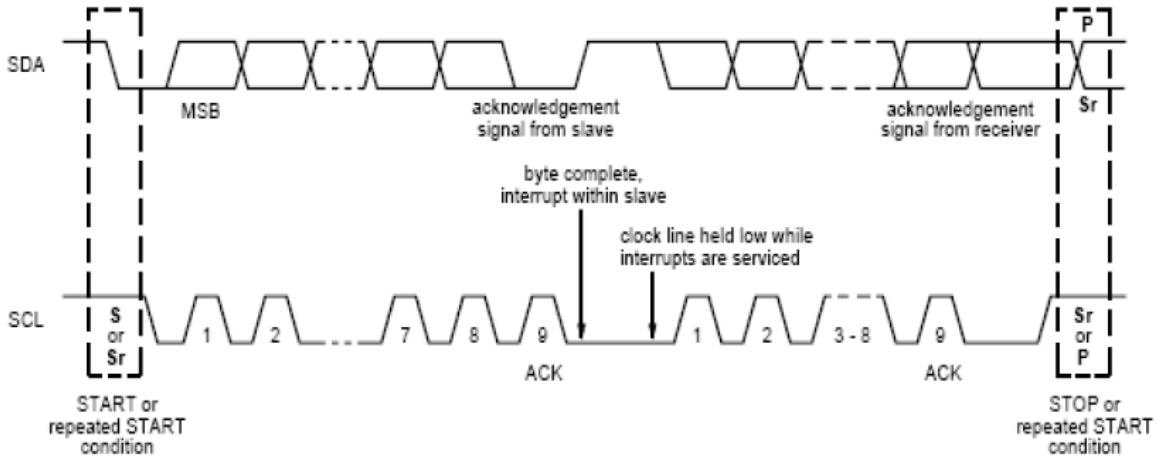 P
SDA
MSB
acknowledgement
signal from slave
acknowledgement
signal from receiver
Sr
byte complete,
interrupt within slave
clock line held low while
interrupts are serviced
SCL
S
or
Sr
1
2
7
8
9
1
2
3 - 8
9
Sr
or
P
ACK
ACK
START or
repeated START
condition
STOP or
repeated START
condition